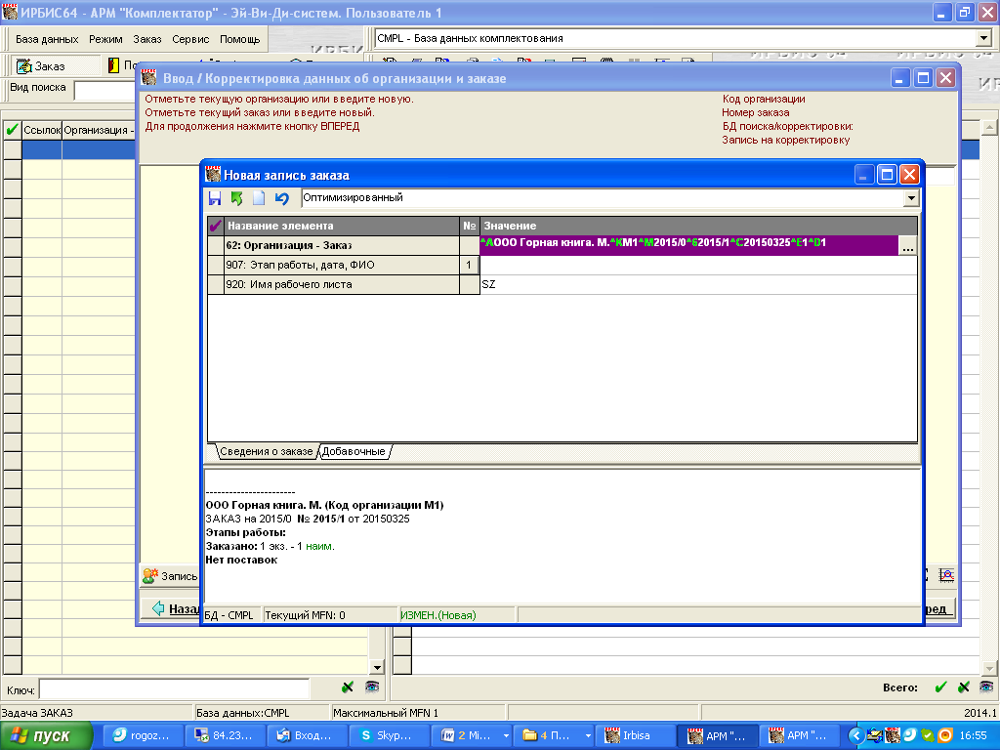 ИРБИС64 - АРМ "Комплектатор" - Эй-Ви-Ди-систем. Пользователь 1
База данных Режим Заказ Сервис Помощь
CMPL - База данных комплектования
Заказ
Вид поиска
Ввод / Корректировка данных об организации и заказе
Отметьте текущую организацию или введите новую.
Отметьте текущий заказ или введите новый.
Для продолжения нажмите кнопку ВПЕРЕД
Код организации
Номер заказа
БД поиска/корректировки:
Запись на корректировку
Ссылок Организация -
Новая запись заказа
Оптимизированный
Название элемента № Значение
62: Организация - Заказ ^AООО Горная книга. М.^KM1^M2015/0^62015/1^C20150325^E1^D1 ...
907: Этап работы, дата, ФИО 1
920: Имя рабочего листа SZ
Сведения о заказе Добавочные
-----------------------
ООО Горная книга. М. (Код организации M1)
ЗАКАЗ на 2015/0 № 2015/1 от 20150325
Этапы работы:
Заказано: 1 экз. - 1 наим.
Нет поставок
БД - CMPL Текущий MFN: 0 ИЗМЕН.(Новая)
Запись
Назад
ред
Ключ:
Всего:
Задача ЗАКАЗ База данных:CMPL Максимальный MFN 1 2014.1
пуск rogoz... 84.23... Вход... Skyp... 2 Mi... 4 П... Irbisa АРМ "... АРМ "... 16:55